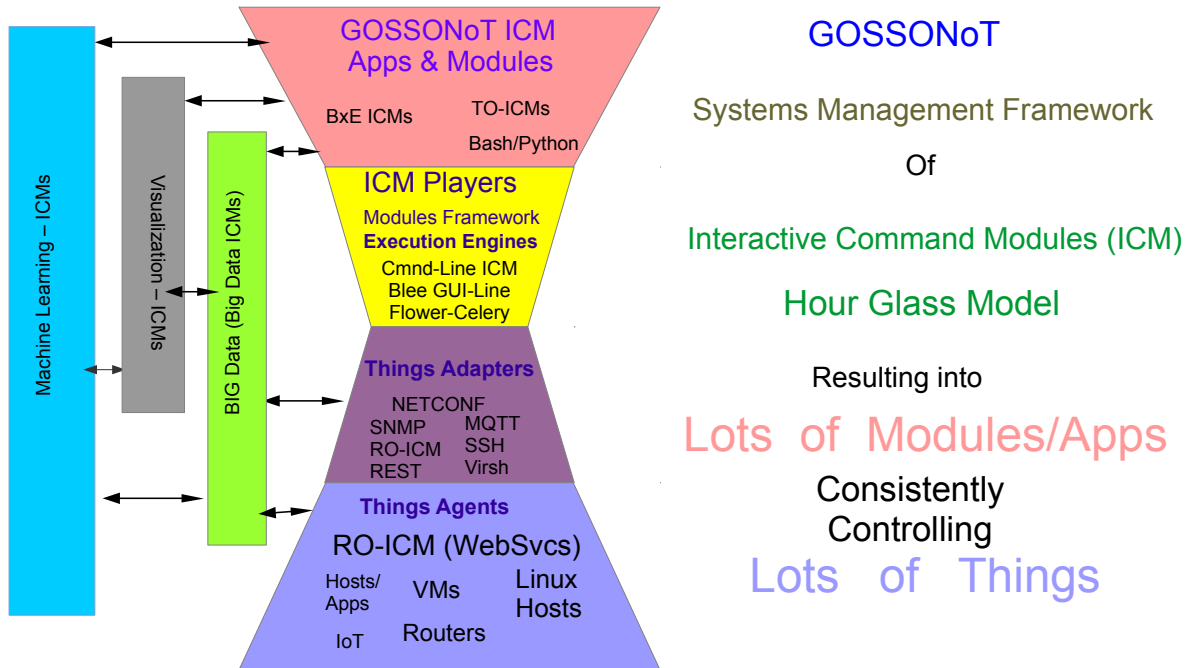 Machine Learning – ICMs
Visualization – ICMs
BIG Data (Big Data ICMs)
GOSSONoT ICM
Apps & Modules
BxE ICMs
TO-ICMs
Bash/Python
ICM Players
Modules Framework
Execution Engines
Cmnd-Line ICM
Blee GUI-Line
Flower-Celery
Things Adapters
NETCONF
SNMP
MQTT
RO-ICM
SSH
REST
Virsh
Things Agents
RO-ICM (WebSvcs)
Hosts/
Apps
VMs
Linux
Hosts
IoT
Routers
GOSSONoT
Systems Management Framework
Of
Interactive Command Modules (ICM)
Hour Glass Model
Resulting into
Lots of Modules/Apps
Consistently
Controlling
Lots of Things